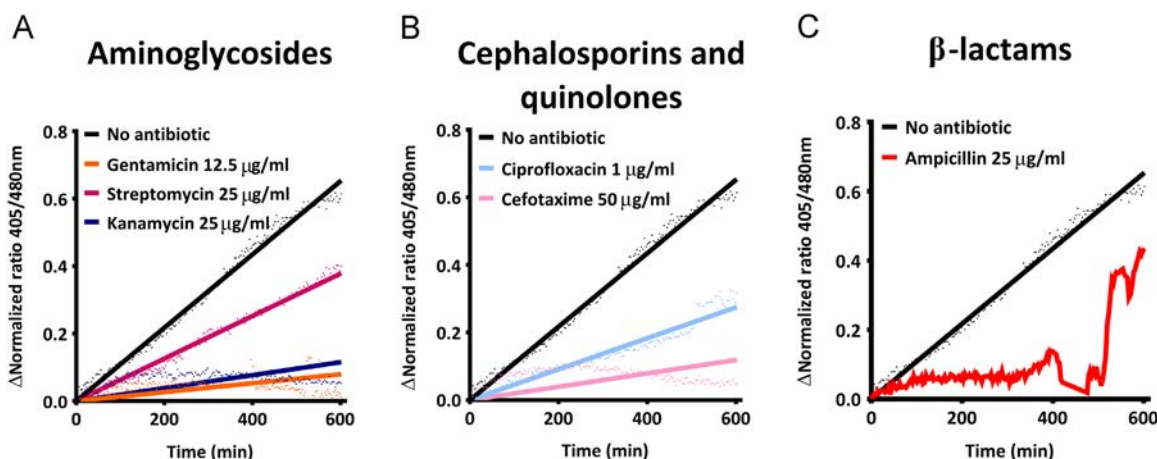 A
Aminoglycosides
ΔNormalized ratio 405/480nm
0.8
0.6
0.4
0.2
0.0
No antibiotic
Gentamicin 12.5 μg/ml
Streptomycin 25 μg/ml
Kanamycin 25 μg/ml
0
200
400
600
Time (min)
B
Cephalosporins and
quinolones
ΔNormalized ratio 405/480nm
0.8
0.6
0.4
0.2
0.0
No antibiotic
Ciprofloxacin 1 μg/ml
Cefotaxime 50 μg/ml
0
200
400
600
Time (min)
C
β-lactams
ΔNormalized ratio 405/480nm
0.8
0.6
0.4
0.2
0.0
No antibiotic
Ampicillin 25 μg/ml
0
200
400
600
Time (min)